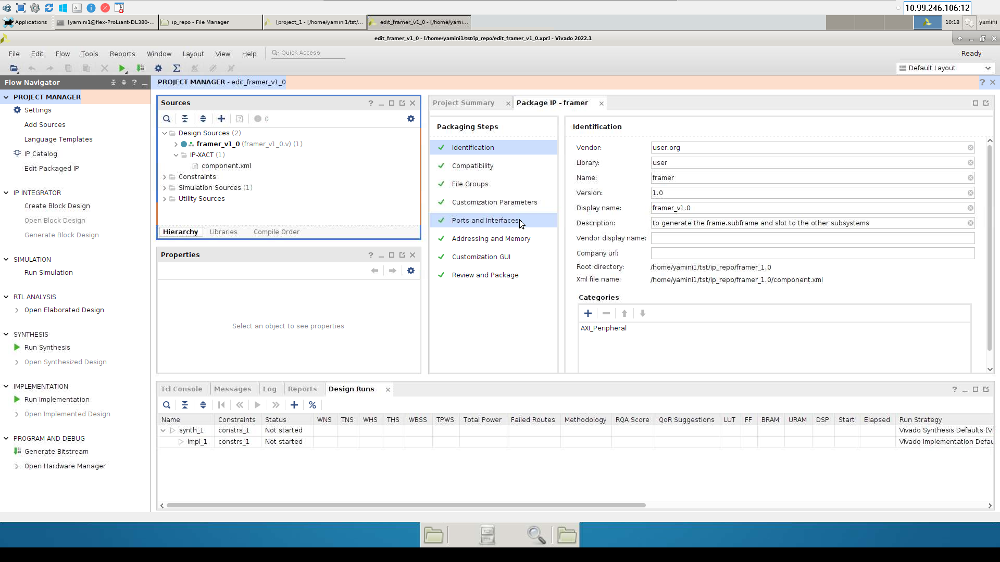 10.99.246.106:12
Applications
[yamini1@flex-ProLiant-DL380-...
ip_repo - File Manager
[project_1 - [/home/yamini1/tst/...
edit_framer_v1_0 - [/home/yami...
10:18
yamini
edit_framer_v1_0 - [/home/yamini1/tst/ip_repo/edit_framer_v1_0.xpr] - Vivado 2022.1
File Edit Flow Tools Reports Window Layout View Help
Quick Access
Ready
Default Layout
Flow Navigator
PROJECT MANAGER - edit_framer_v1_0
PROJECT MANAGER
Settings
Add Sources
Language Templates
IP Catalog
Edit Packaged IP
IP INTEGRATOR
Create Block Design
Open Block Design
Generate Block Design
SIMULATION
Run Simulation
RTL ANALYSIS
Open Elaborated Design
SYNTHESIS
Run Synthesis
Open Synthesized Design
IMPLEMENTATION
Run Implementation
Open Implemented Design
PROGRAM AND DEBUG
Generate Bitstream
Open Hardware Manager
Sources
0
Design Sources (2)
framer_v1_0 (framer_v1_0.v) (1)
IP-XACT (1)
component.xml
Constraints
Simulation Sources (1)
Utility Sources
Hierarchy Libraries Compile Order
Properties
Select an object to see properties
Project Summary
Package IP - framer
Packaging Steps
Identification
Compatibility
File Groups
Customization Parameters
Ports and Interfaces
Addressing and Memory
Customization GUI
Review and Package
Identification
Vendor: user.org
Library: user
Name: framer
Version: 1.0
Display name: framer_v1.0
Description: to generate the frame.subframe and slot to the other subsystems
Vendor display name:
Company url:
Root directory: /home/yamini1/tst/ip_repo/framer_1.0
Xml file name: /home/yamini1/tst/ip_repo/framer_1.0/component.xml
Categories
AXI_Peripheral
Tcl Console Messages Log Reports Design Runs
Name Constraints Status WNS TNS WHS THS WBSS TPWS Total Power Failed Routes Methodology RQA Score QoR Suggestions LUT FF BRAM URAM DSP Start Elapsed Run Strategy
synth_1 constrs_1 Not started Vivado Synthesis Defaults (Vi
impl_1 constrs_1 Not started Vivado Implementation Defau